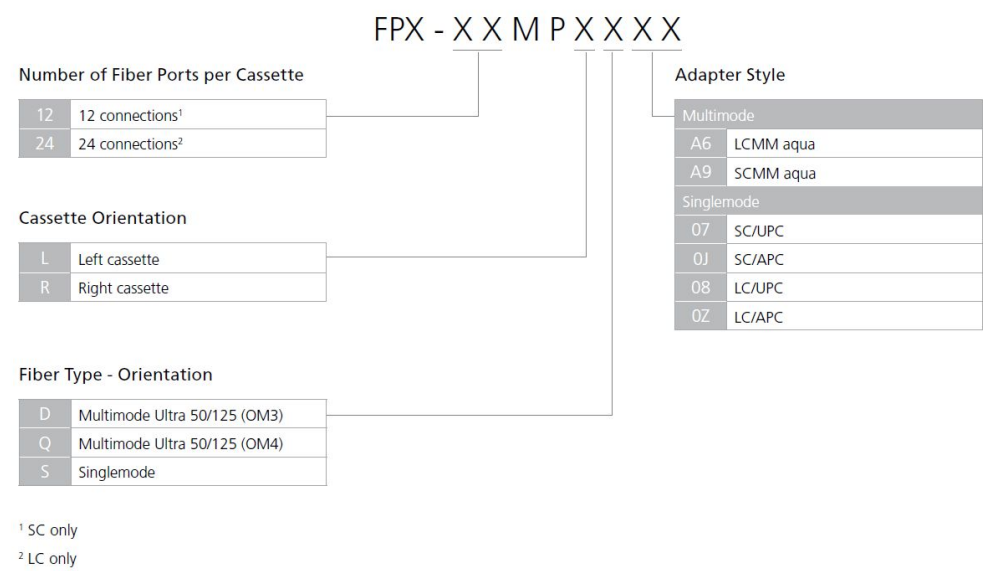 FPX - X X M P X X X X
Number of Fiber Ports per Cassette
12 12 connections¹
24 24 connections²
Cassette Orientation
L Left cassette
R Right cassette
Fiber Type - Orientation
D Multimode Ultra 50/125 (OM3)
Q Multimode Ultra 50/125 (OM4)
S Singlemode
¹ SC only
² LC only
Adapter Style
Multimode
A6 LCMM aqua
A9 SCMM aqua
Singlemode
07 SC/UPC
0J SC/APC
08 LC/UPC
0Z LC/APC